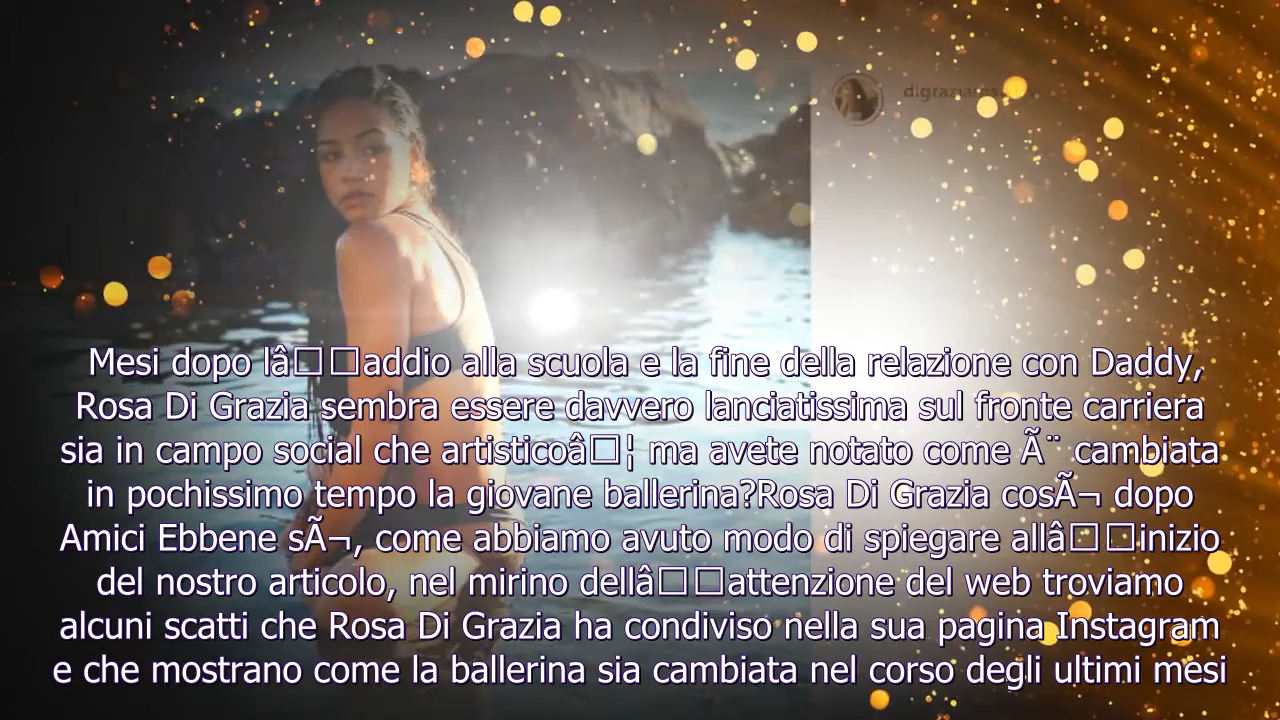 Mesi dopo lâ□□addio alla scuola e la fine della relazione con Daddy,
Rosa Di Grazia sembra essere davvero lanciatissima sul fronte carriera
sia in campo social che artisticoâ□¦ ma avete notato come Ã¨ cambiata
in pochissimo tempo la giovane ballerina?Rosa Di Grazia cosÃ¬ dopo
Amici Ebbene sÃ¬, come abbiamo avuto modo di spiegare allâ□□inizio
del nostro articolo, nel mirino dellâ□□attenzione del web troviamo
alcuni scatti che Rosa Di Grazia ha condiviso nella sua pagina Instagram
e che mostrano come la ballerina sia cambiata nel corso degli ultimi mesi